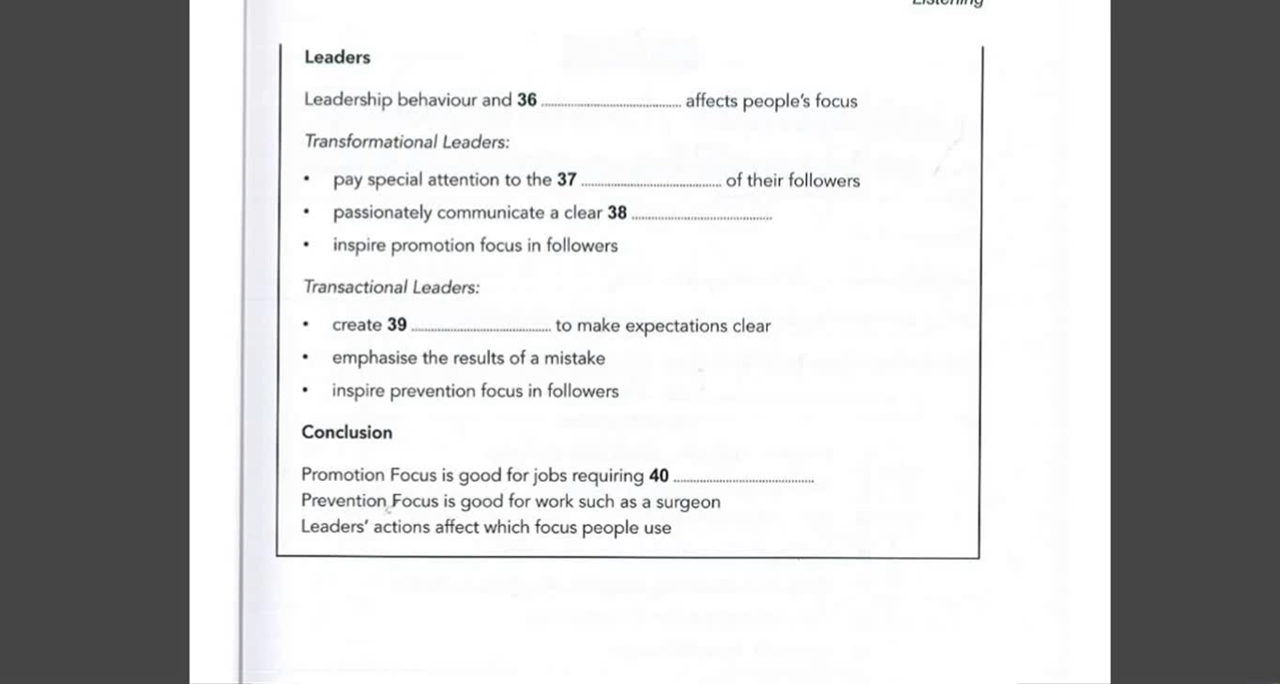 Listening
Leaders
Leadership behaviour and 36 ........................ affects people's focus
Transformational Leaders:
• pay special attention to the 37 ........................ of their followers
• passionately communicate a clear 38 ........................
• inspire promotion focus in followers
Transactional Leaders:
• create 39 ........................ to make expectations clear
• emphasise the results of a mistake
• inspire prevention focus in followers
Conclusion
Promotion Focus is good for jobs requiring 40 ........................
Prevention Focus is good for work such as a surgeon
Leaders' actions affect which focus people use